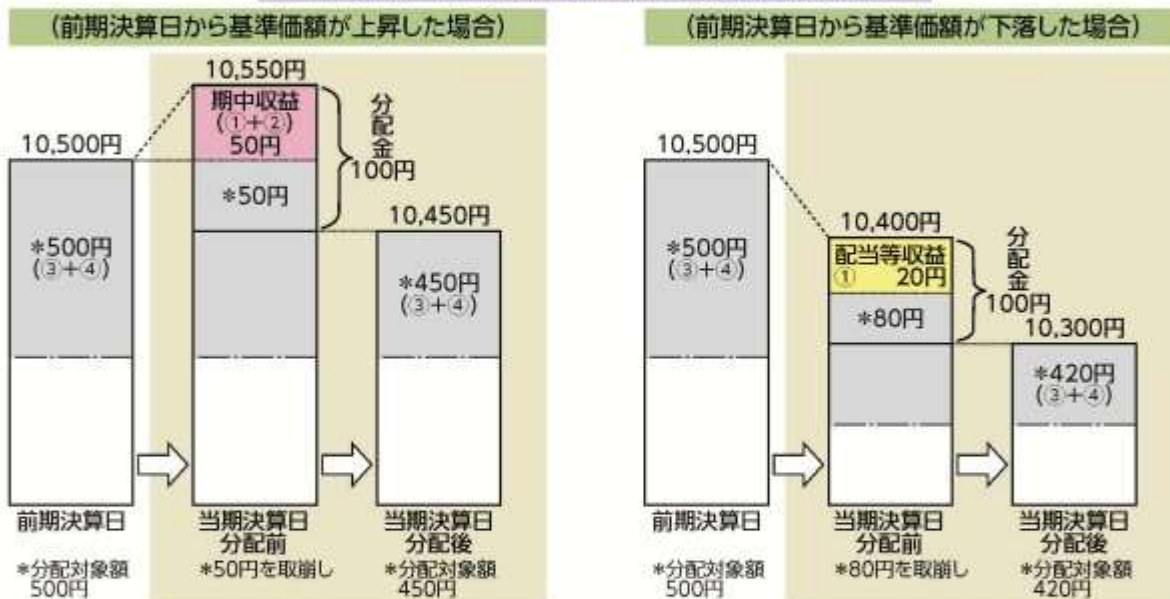 (前期決算日から基準価額が上昇した場合)
10,550円
期中収益
(①+②)
50円
分配金
100円
10,500円
*50円
10,450円
*500円
(③+④)
*450円
(③+④)
前期決算日
当期決算日
分配前
当期決算日
分配後
*分配対象額
500円
*50円を取崩し
*分配対象額
450円
(前期決算日から基準価額が下落した場合)
10,500円
10,400円
*500円
(③+④)
配当等収益
① 20円
分配金
100円
*80円
10,300円
*420円
(③+④)
前期決算日
当期決算日
分配前
当期決算日
分配後
*分配対象額
500円
*80円を取崩し
*分配対象額
420円